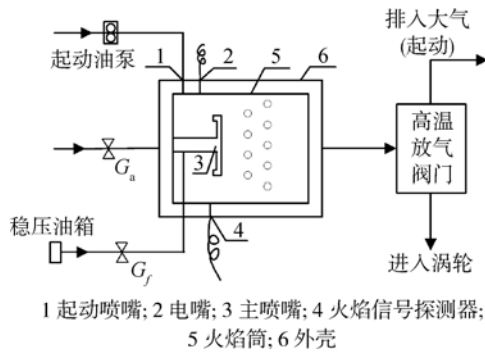 排入大气
(起动)
起动油泵
1
2
5
6
高温
放气
阀门
3
Ga
稳压油箱
4
进入涡轮
Gf
1 起动喷嘴; 2 电嘴; 3 主喷嘴; 4 火焰信号探测器;
5 火焰筒; 6 外壳